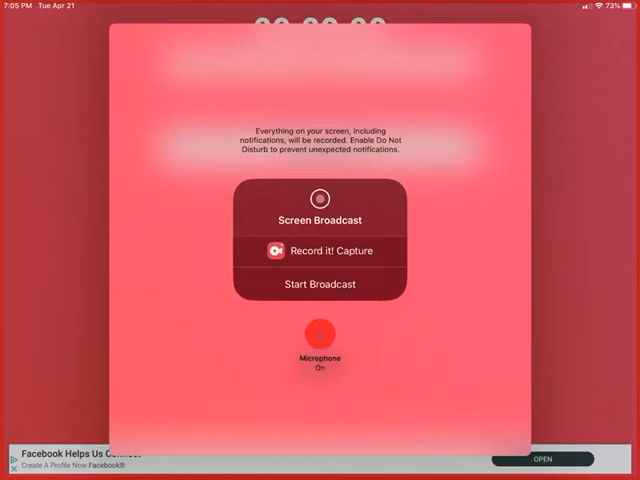 7:05 PM Tue Apr 21
73%
Everything on your screen, including
notifications, will be recorded. Enable Do Not
Disturb to prevent unexpected notifications.
Screen Broadcast
Record it! Capture
Start Broadcast
Microphone
On
Facebook Helps Us Connect
Create A Profile Now Facebook®
OPEN